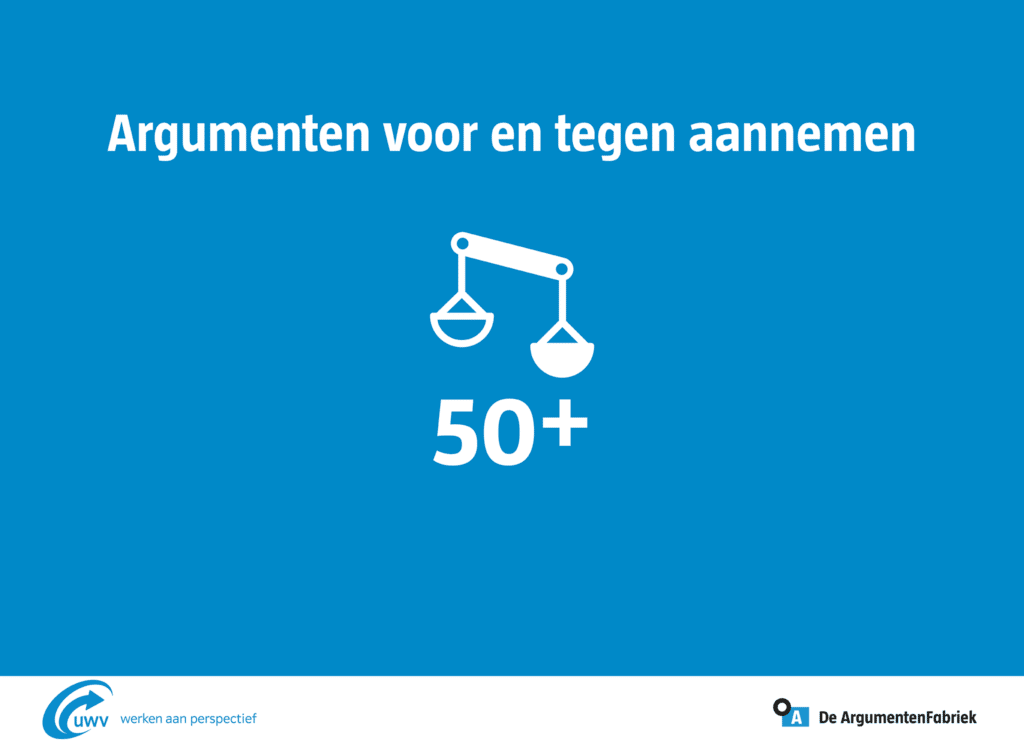 Argumenten voor en tegen aannemen
50+
uwv werken aan perspectief
A De ArgumentenFabriek